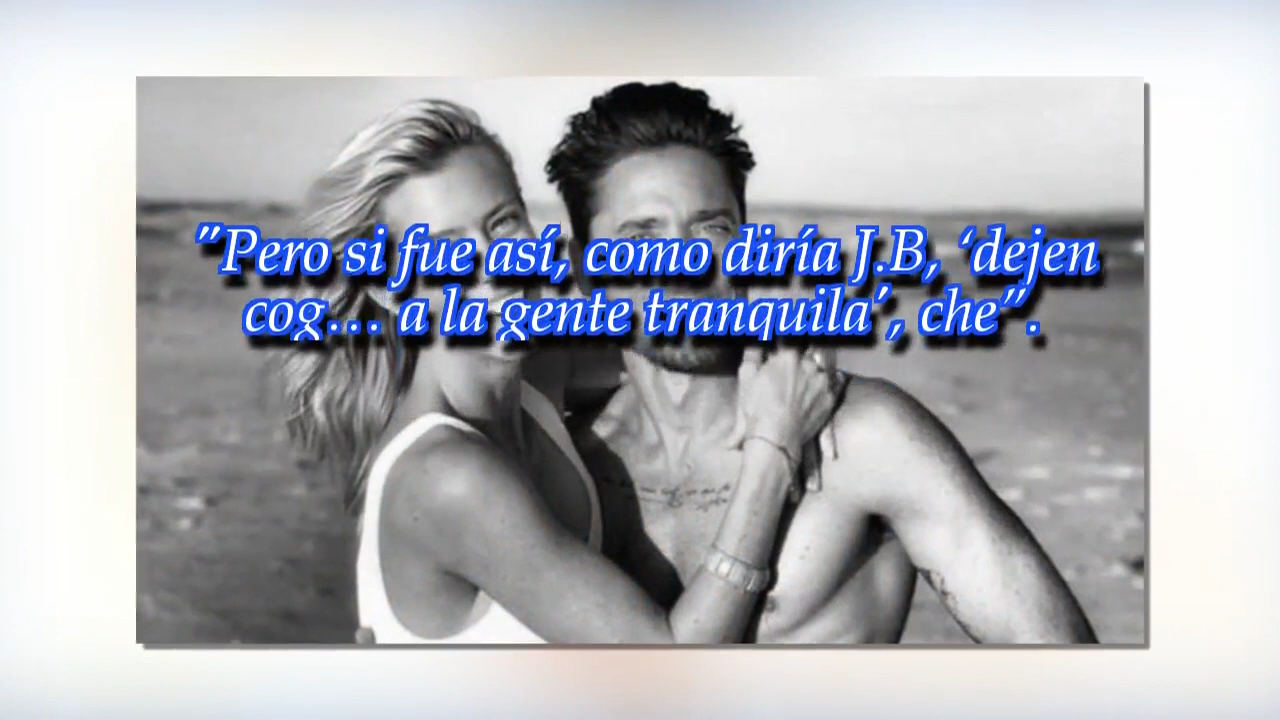 "Pero si fue así, como diría J.B, ‘dejen
cog… a la gente tranquila’, che”.